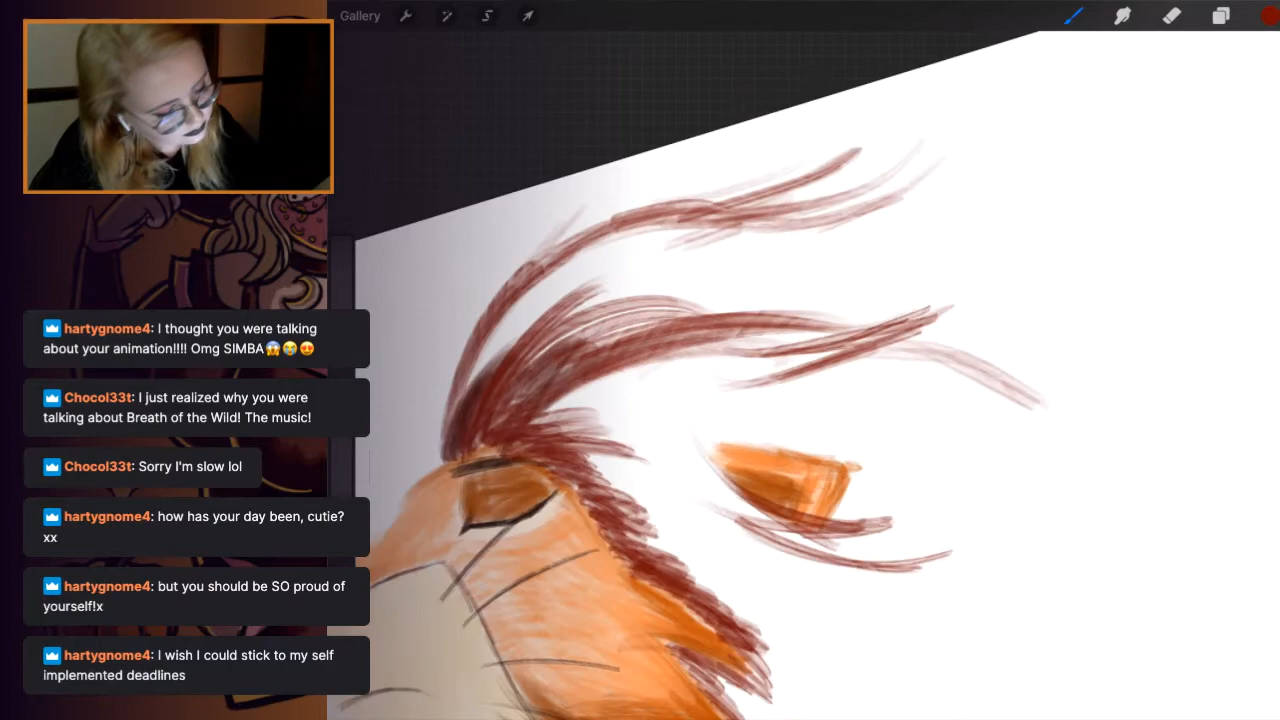 Gallery
hartygnome4: I thought you were talking
about your animation!!!! Omg SIMBA😱😭😍
Chocol33t: I just realized why you were
talking about Breath of the Wild! The music!
Chocol33t: Sorry I'm slow lol
hartygnome4: how has your day been, cutie?
xx
hartygnome4: but you should be SO proud of
yourself!x
hartygnome4: I wish I could stick to my self
implemented deadlines